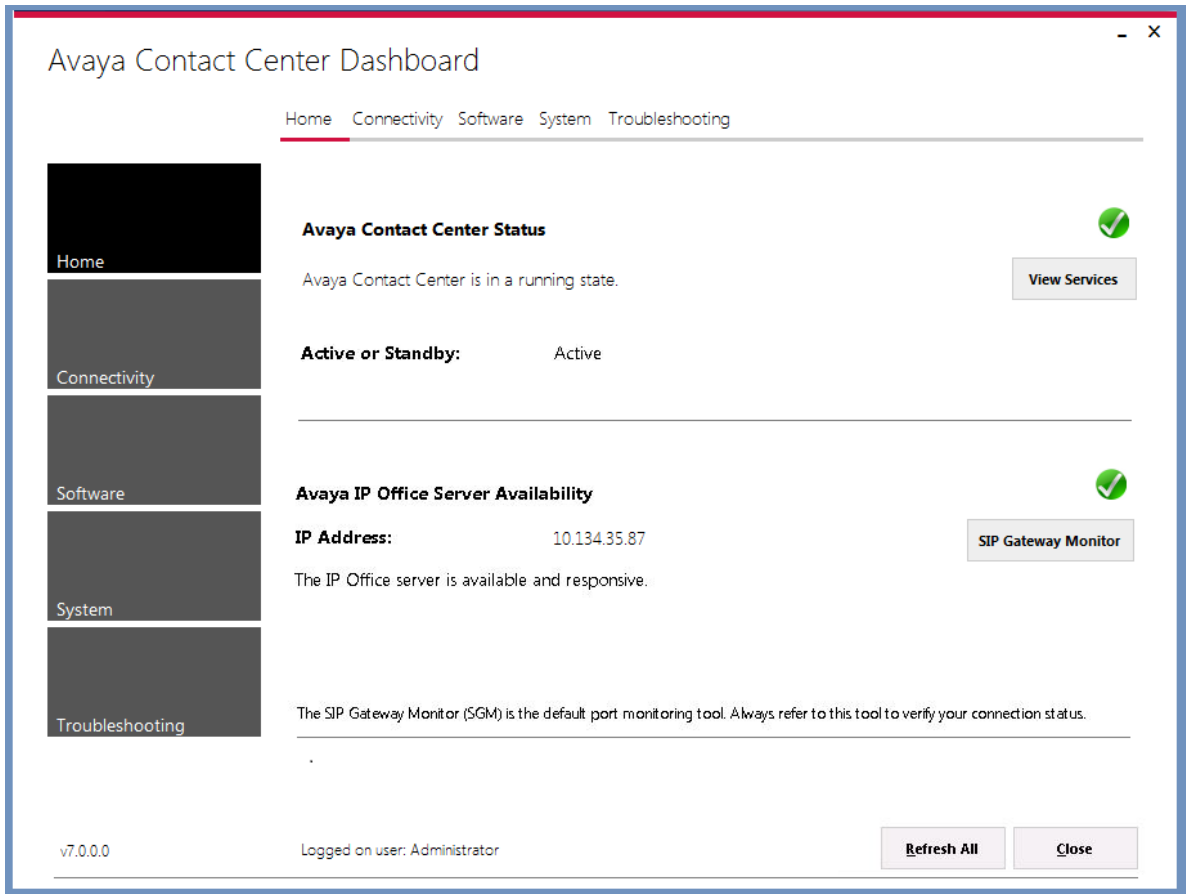 Avaya Contact Center Dashboard
Home Connectivity Software System Troubleshooting
Home
Connectivity
Software
System
Troubleshooting
Avaya Contact Center Status
Avaya Contact Center is in a running state.
View Services
Active or Standby: Active
Avaya IP Office Server Availability
IP Address: 10.134.35.87
SIP Gateway Monitor
The IP Office server is available and responsive.
The SIP Gateway Monitor (SGM) is the default port monitoring tool. Always refer to this tool to verify your connection status.
.
v7.0.0.0
Logged on user: Administrator
Refresh All
Close